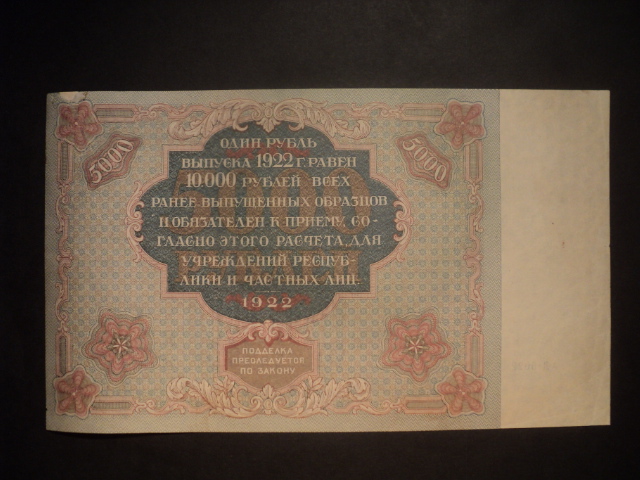 5000
5000
ОДИН РУБЛЬ
ВЫПУСКА 1922 Г. РАВЕН
10.000 РУБЛЕЙ ВСЕХ
РАНЕЕ ВЫПУЩЕННЫХ ОБРАЗЦОВ
И ОБЯЗАТЕЛЕН К ПРИЕМУ, СО-
ГЛАСНО ЭТОГО РАСЧЕТА, ДЛЯ
УЧРЕЖДЕНИЙ РЕСПУБ-
ЛИКИ И ЧАСТНЫХ ЛИЦ.
1922
ПОДДЕЛКА
ПРЕСЛЕДУЕТСЯ
ПО ЗАКОНУ